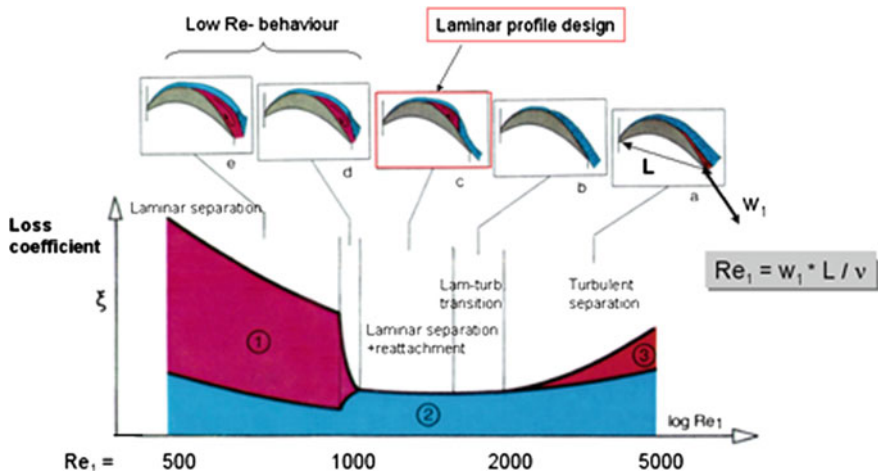 Low Re- behaviour
Laminar profile design
e
d
c
b
a
L
w₁
Loss
coefficient
ξ
Laminar separation
Lam-turb
transition
Turbulent
separation
Laminar separation
+reattachment
Re₁ = w₁ * L / ν
①
②
③
log Re₁
Re₁ = 500 1000 2000 5000